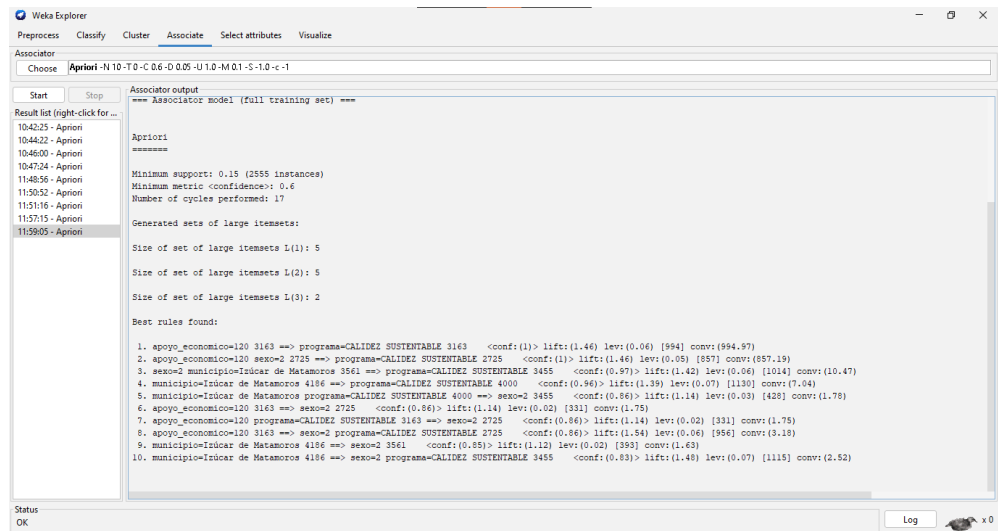 Weka Explorer
Preprocess Classify Cluster Associate Select attributes Visualize
Associator
Choose Apriori -N 10 -T 0 -C 0.6 -D 0.05 -U 1.0 -M 0.1 -S -1.0 -c -1
Start Stop
Result list (right-click for ...
10:42:25 - Apriori
10:44:22 - Apriori
10:46:00 - Apriori
10:47:24 - Apriori
11:48:56 - Apriori
11:50:52 - Apriori
11:51:16 - Apriori
11:57:15 - Apriori
11:59:05 - Apriori
Associator output
=== Associator model (full training set) ===
Apriori
=======
Minimum support: 0.15 (2555 instances)
Minimum metric <confidence>: 0.6
Number of cycles performed: 17
Generated sets of large itemsets:
Size of set of large itemsets L(1): 5
Size of set of large itemsets L(2): 5
Size of set of large itemsets L(3): 2
Best rules found:
1. apoyo_economico=120 3163 ==> programa=CALIDEZ SUSTENTABLE 3163 <conf:(1)> lift:(1.46) lev:(0.06) [994] conv:(994.97)
2. apoyo_economico=120 sexo=2 2725 ==> programa=CALIDEZ SUSTENTABLE 2725 <conf:(1)> lift:(1.46) lev:(0.05) [857] conv:(857.19)
3. sexo=2 municipio=Izúcar de Matamoros 3561 ==> programa=CALIDEZ SUSTENTABLE 3455 <conf:(0.97)> lift:(1.42) lev:(0.06) [1014] conv:(10.47)
4. municipio=Izúcar de Matamoros 4186 ==> programa=CALIDEZ SUSTENTABLE 4000 <conf:(0.96)> lift:(1.39) lev:(0.07) [1130] conv:(7.04)
5. municipio=Izúcar de Matamoros programa=CALIDEZ SUSTENTABLE 4000 ==> sexo=2 3455 <conf:(0.86)> lift:(1.14) lev:(0.03) [428] conv:(1.78)
6. apoyo_economico=120 3163 ==> sexo=2 2725 <conf:(0.86)> lift:(1.14) lev:(0.02) [331] conv:(1.75)
7. apoyo_economico=120 programa=CALIDEZ SUSTENTABLE 3163 ==> sexo=2 2725 <conf:(0.86)> lift:(1.14) lev:(0.02) [331] conv:(1.75)
8. apoyo_economico=120 3163 ==> sexo=2 programa=CALIDEZ SUSTENTABLE 2725 <conf:(0.86)> lift:(1.54) lev:(0.06) [956] conv:(3.18)
9. municipio=Izúcar de Matamoros 4186 ==> sexo=2 3561 <conf:(0.85)> lift:(1.12) lev:(0.02) [393] conv:(1.63)
10. municipio=Izúcar de Matamoros 4186 ==> sexo=2 programa=CALIDEZ SUSTENTABLE 3455 <conf:(0.83)> lift:(1.48) lev:(0.07) [1115] conv:(2.52)
Status
OK
Log x 0